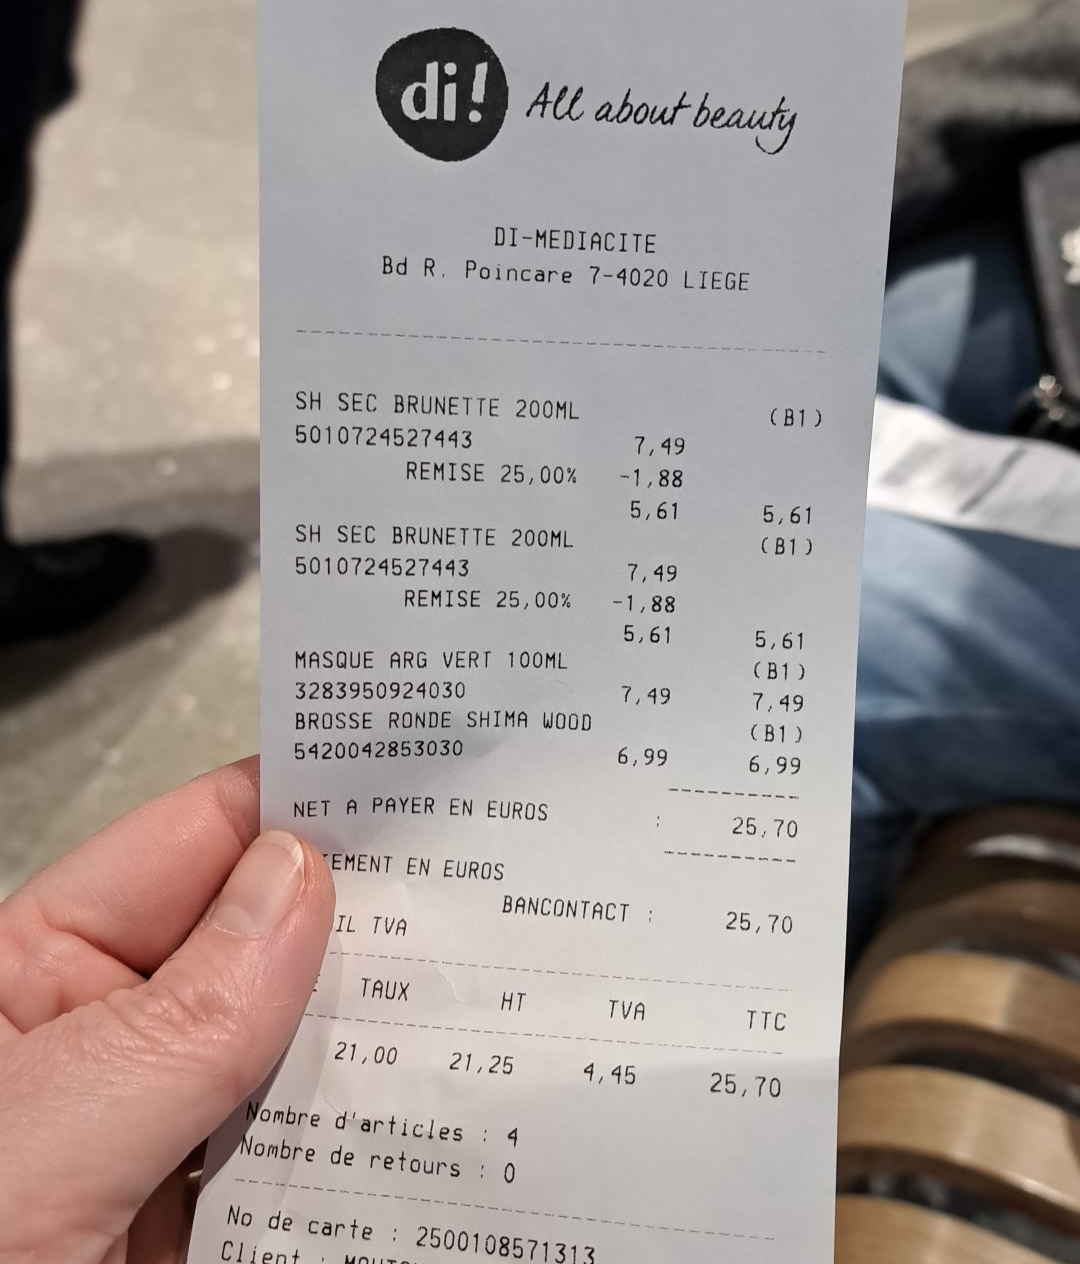 di! All about beauty
DI-MEDIACITE
Bd R. Poincare 7-4020 LIEGE
SH SEC BRUNETTE 200ML (B1)
5010724527443 7,49
REMISE 25,00% -1,88
5,61 5,61
SH SEC BRUNETTE 200ML (B1)
5010724527443 7,49
REMISE 25,00% -1,88
5,61 5,61
MASQUE ARG VERT 100ML (B1)
3283950924030 7,49 7,49
BROSSE RONDE SHIMA WOOD (B1)
5420042853030 6,99 6,99
NET A PAYER EN EUROS : 25,70
TEMENT EN EUROS
BANCONTACT : 25,70
IL TVA
TAUX HT TVA TTC
21,00 21,25 4,45 25,70
Nombre d'articles : 4
Nombre de retours : 0
No de carte : 2500108571313
Client :